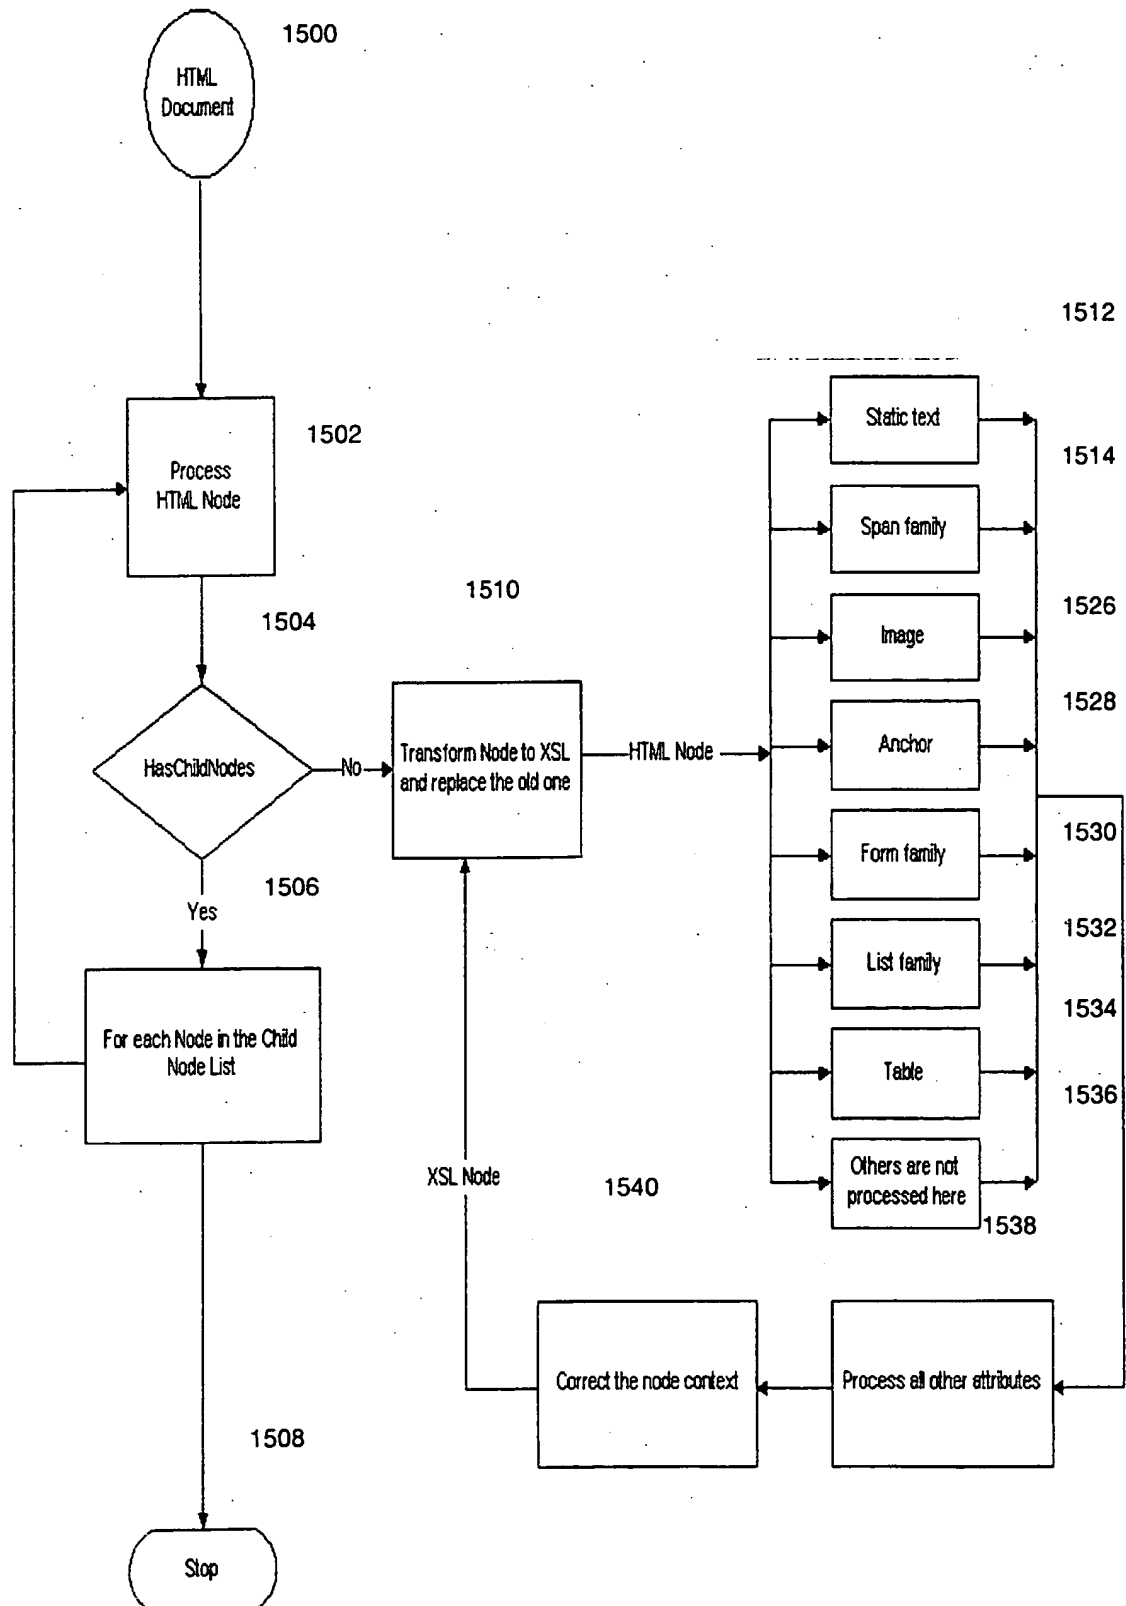 1500
HTML
Document
1512
1502
Static text
1514
Process
HTML Node
Span family
1510
1504
1526
Image
1528
HasChildNodes
No
Transform Node to XSL
and replace the old one
HTML Node
Anchor
1530
Form family
1506
Yes
1532
List family
1534
For each Node in the Child
Node List
Table
1536
XSL Node
1540
Others are not
processed here
1538
Correct the node context
Process all other attributes
1508
Stop